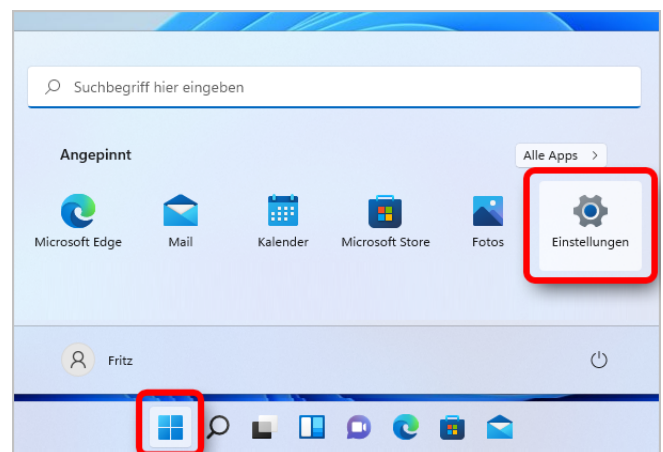 Suchbegriff hier eingeben
Angepinnt
Alle Apps
Microsoft Edge
Mail
Kalender
Microsoft Store
Fotos
Einstellungen
Fritz